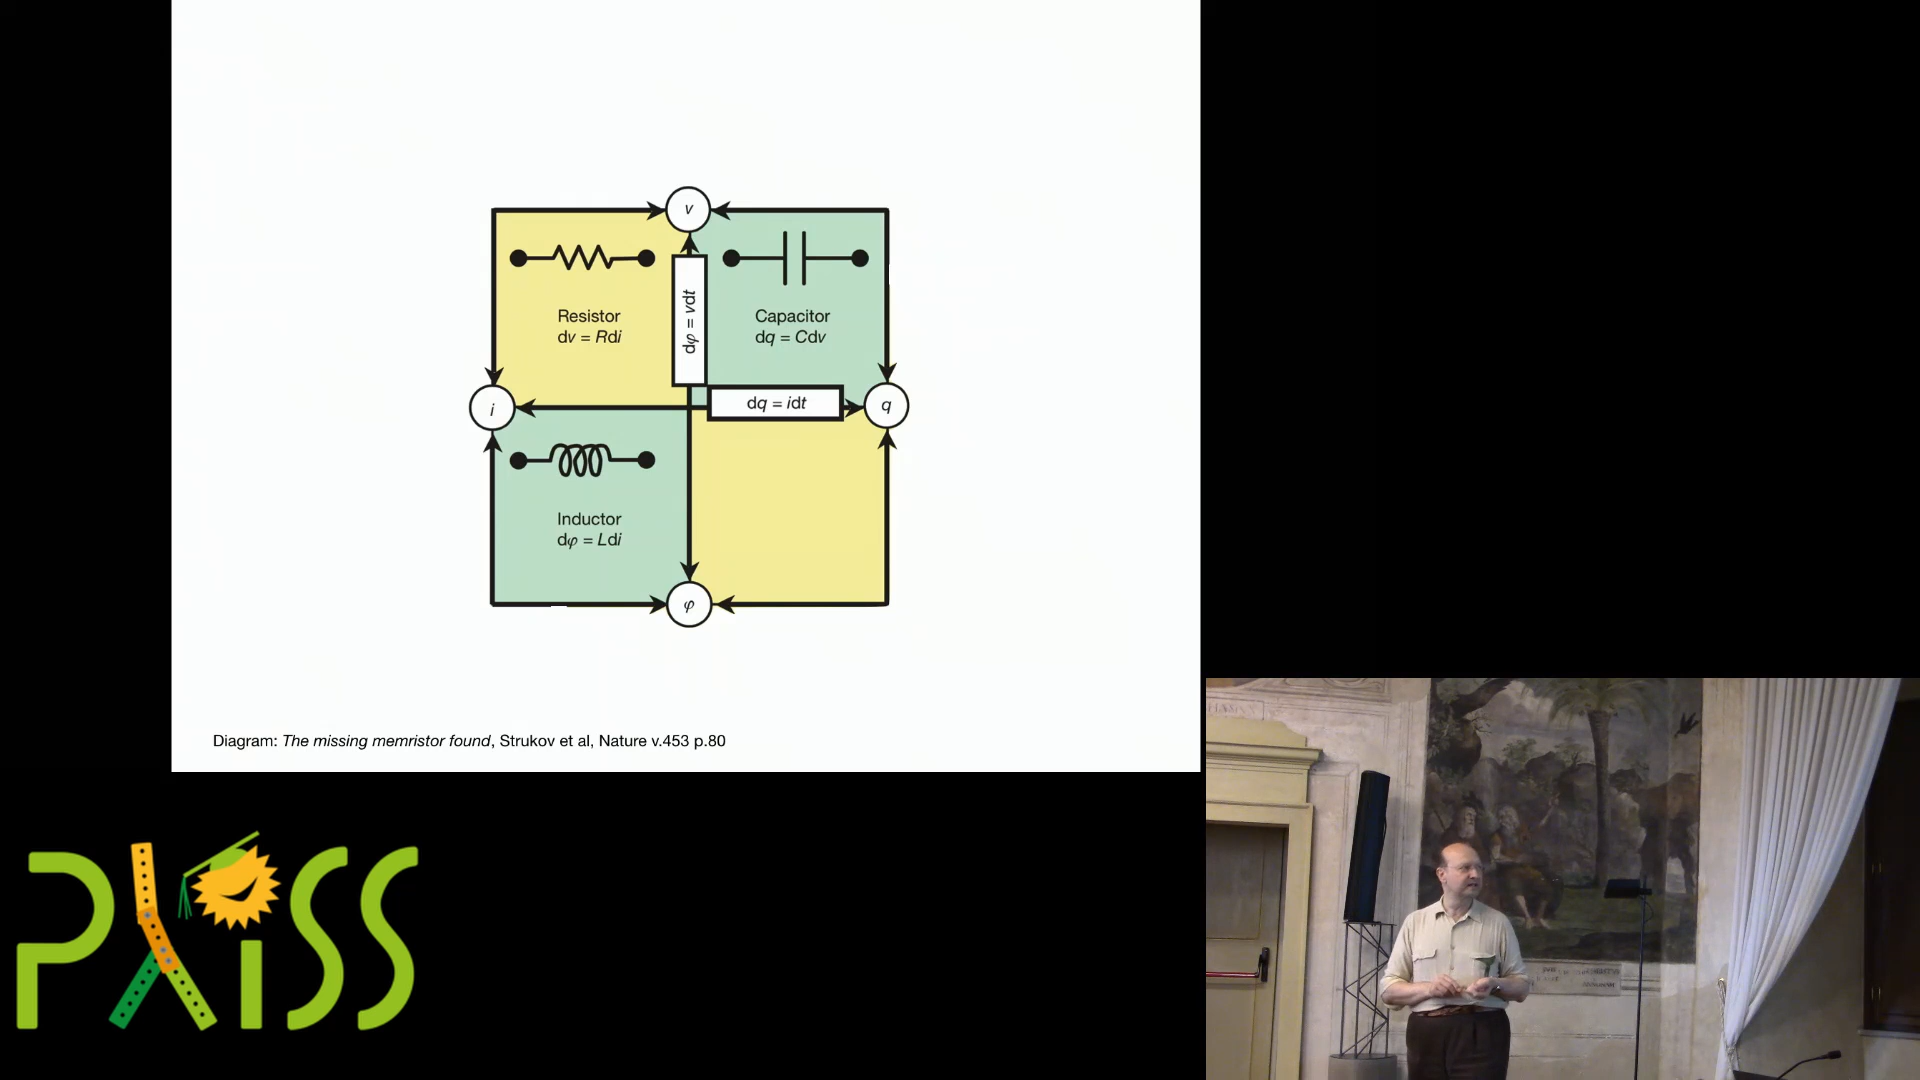 v
Resistor
dv = Rdi
dφ = vdt
Capacitor
dq = Cdv
i
dq = idt
q
Inductor
dφ = Ldi
φ
Diagram: The missing memristor found, Strukov et al, Nature v.453 p.80
PXISS